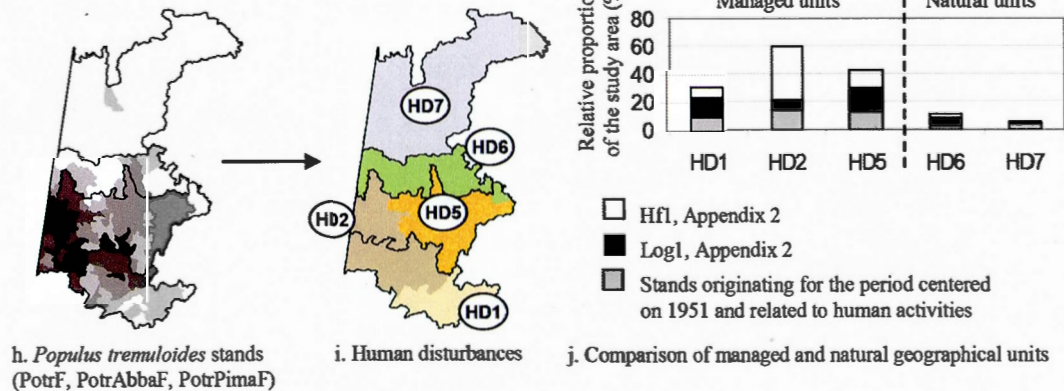 HD7
HD6
HD2
HD5
HD1
h. Populus tremuloides stands
(PotrF, PotrAbbaF, PotrPimaF)
i. Human disturbances
Relative proportion
of the study area
Managed units
Natural units
80
60
40
20
0
HD1 HD2 HD5 HD6 HD7
Hf1, Appendix 2
Log1, Appendix 2
Stands originating for the period centered
on 1951 and related to human activities
j. Comparison of managed and natural geographical units